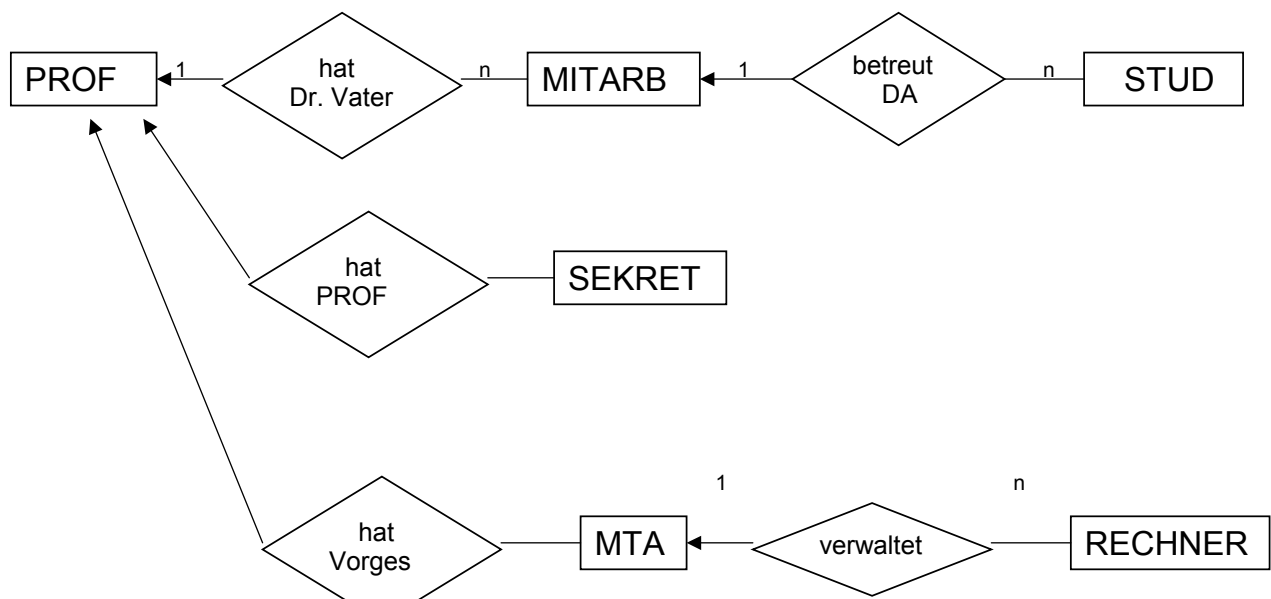 PROF
1
hat
Dr. Vater
n
MITARB
1
betreut
DA
n
STUD
hat
PROF
SEKRET
1
n
hat
Vorges
MTA
verwaltet
RECHNER